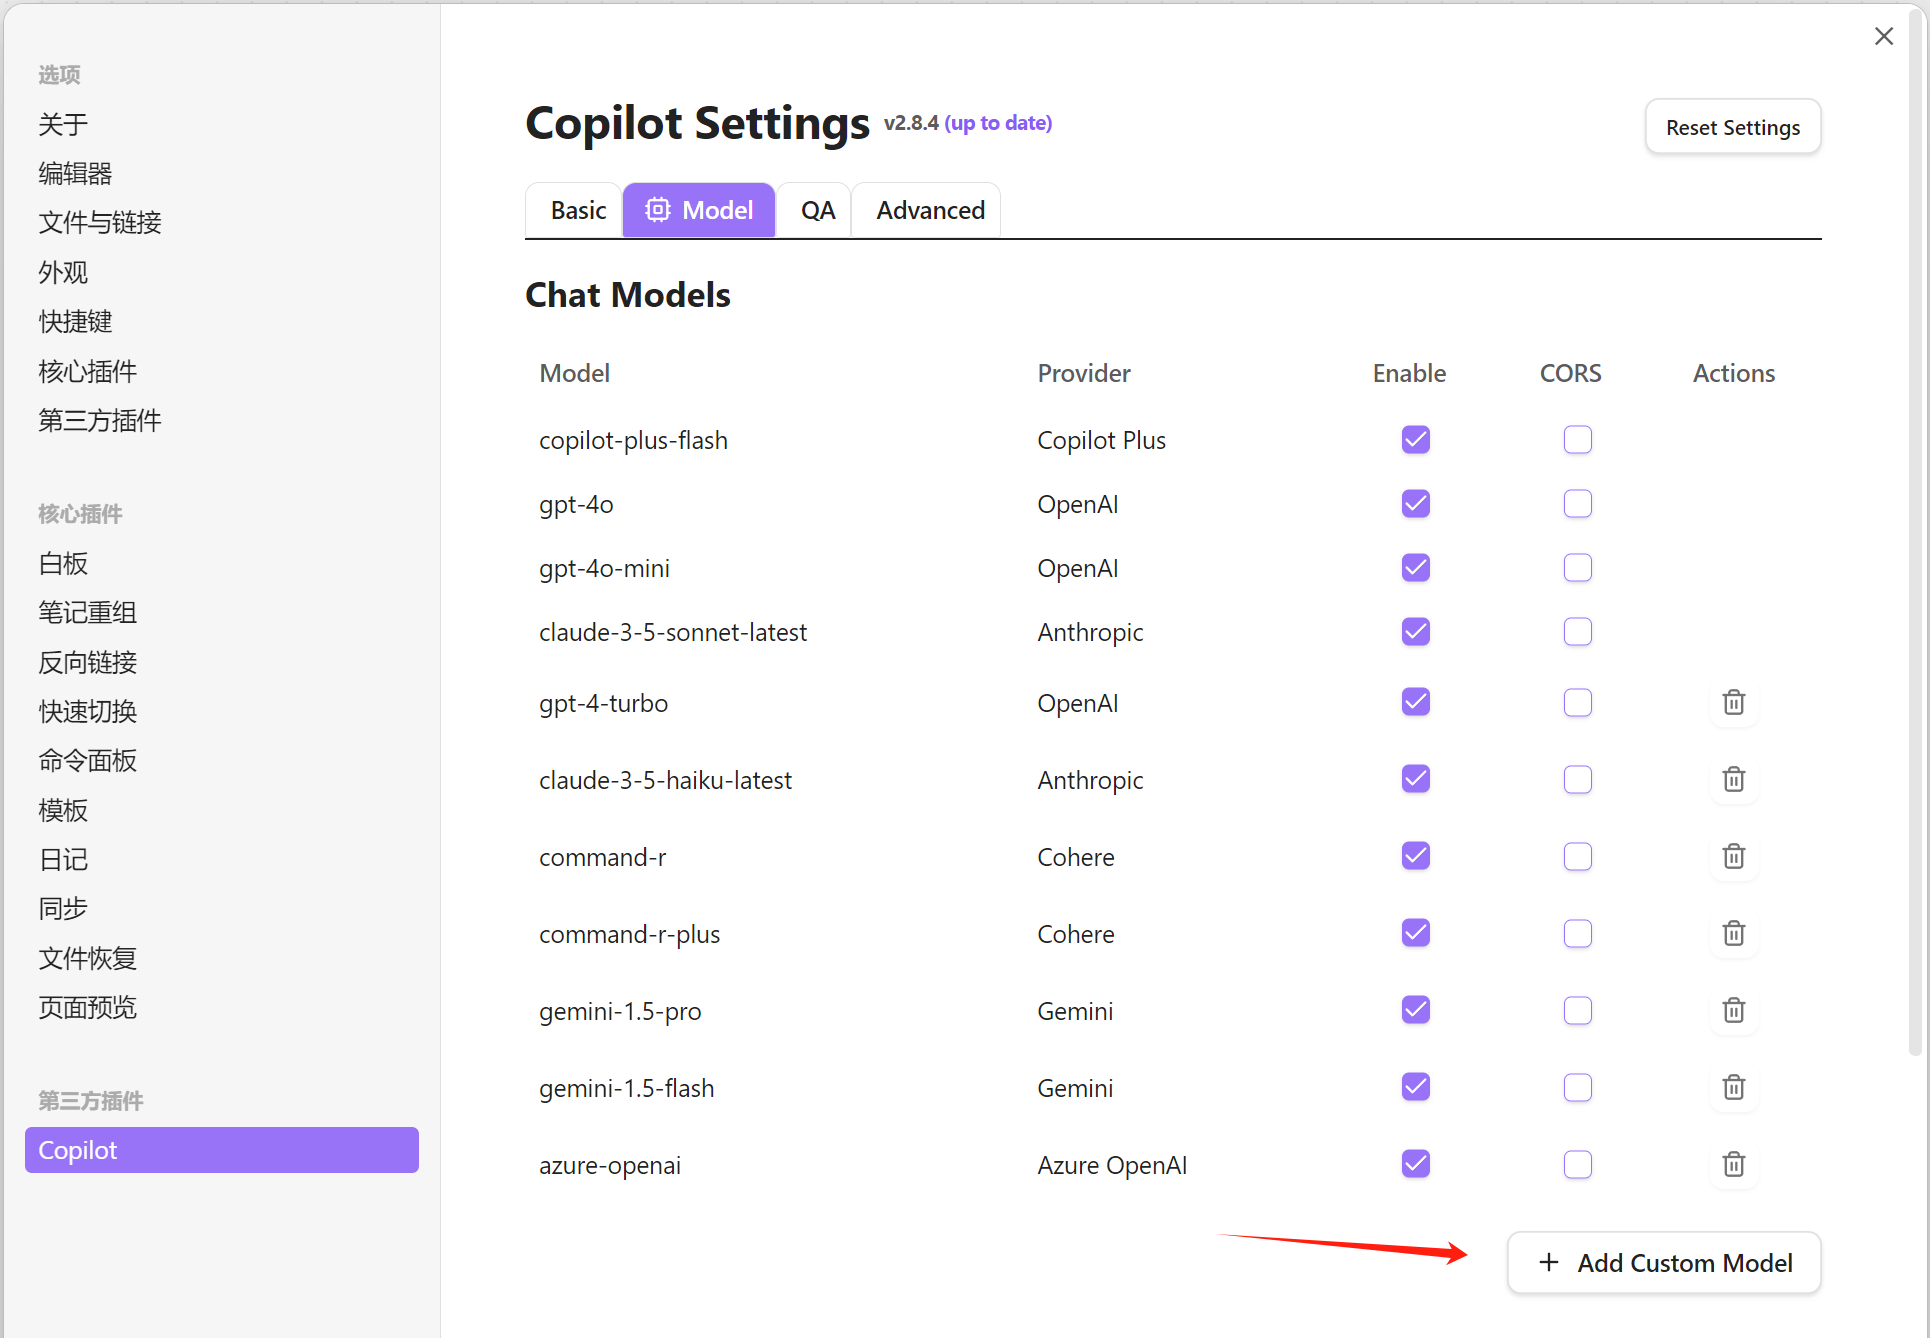 选项
关于
编辑器
文件与链接
外观
快捷键
核心插件
第三方插件
核心插件
白板
笔记重组
反向链接
快速切换
命令面板
模板
日记
同步
文件恢复
页面预览
第三方插件
Copilot
Copilot Settings v2.8.4 (up to date)
Reset Settings
Basic Model QA Advanced
Chat Models
Model Provider Enable CORS Actions
copilot-plus-flash Copilot Plus
gpt-4o OpenAI
gpt-4o-mini OpenAI
claude-3-5-sonnet-latest Anthropic
gpt-4-turbo OpenAI
claude-3-5-haiku-latest Anthropic
command-r Cohere
command-r-plus Cohere
gemini-1.5-pro Gemini
gemini-1.5-flash Gemini
azure-openai Azure OpenAI
Add Custom Model